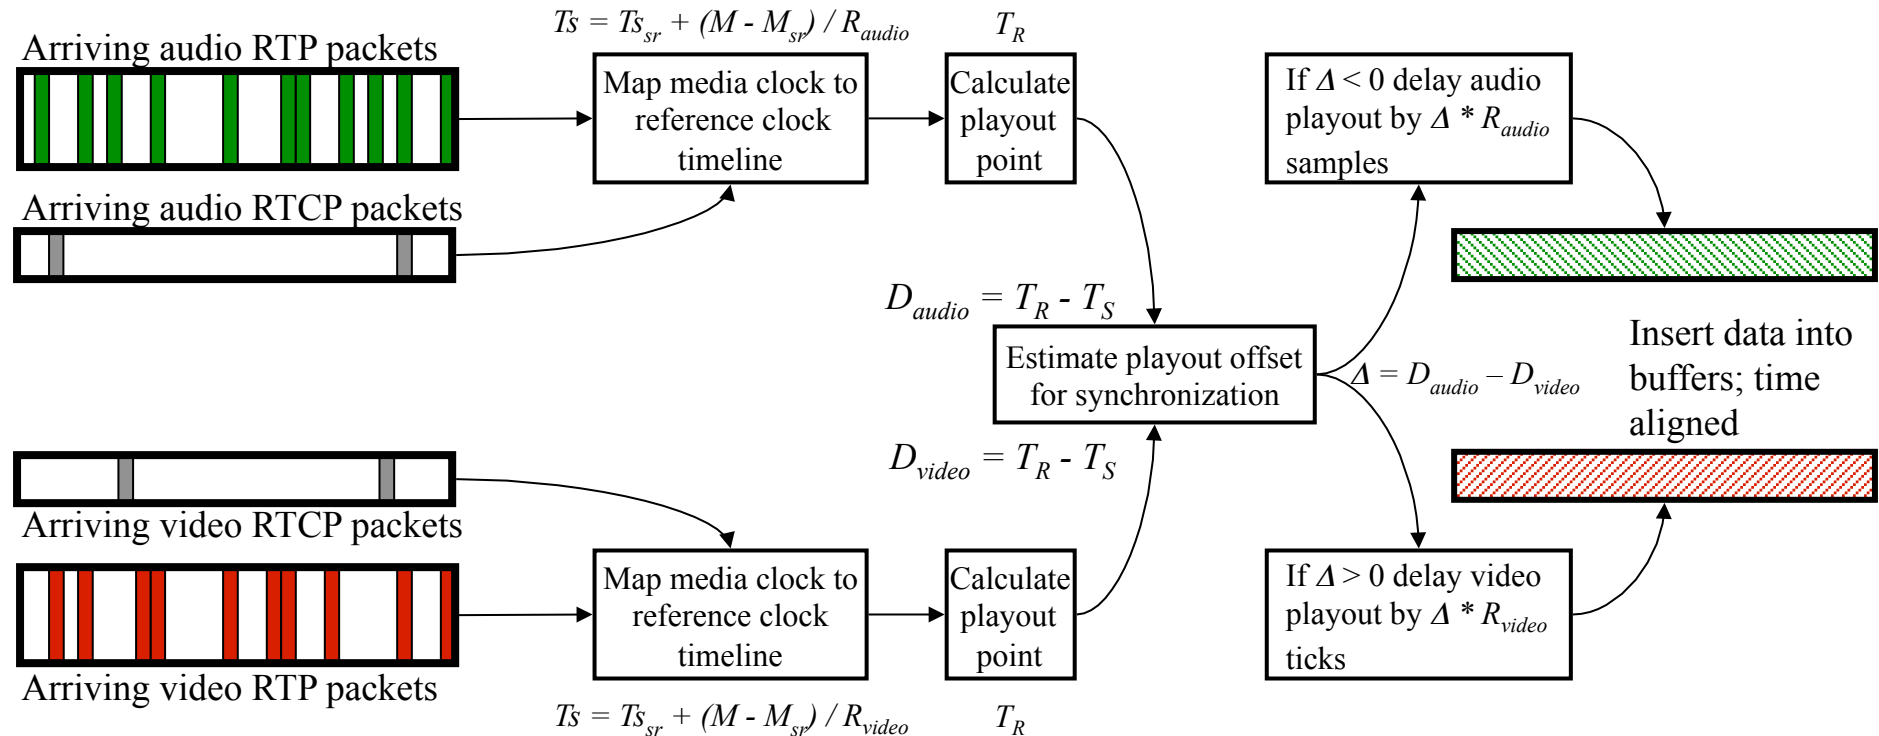 Ts = Ts_sr + (M - M_sr) / R_audio
T_R
Arriving audio RTP packets
Map media clock to
reference clock
timeline
Calculate
playout
point
If Δ < 0 delay audio
playout by Δ * R_audio
samples
Arriving audio RTCP packets
D_audio = T_R - T_S
Estimate playout offset
for synchronization
Δ = D_audio – D_video
Insert data into
buffers; time
aligned
D_video = T_R - T_S
Arriving video RTCP packets
Map media clock to
reference clock
timeline
Calculate
playout
point
If Δ > 0 delay video
playout by Δ * R_video
ticks
Arriving video RTP packets
Ts = Ts_sr + (M - M_sr) / R_video
T_R